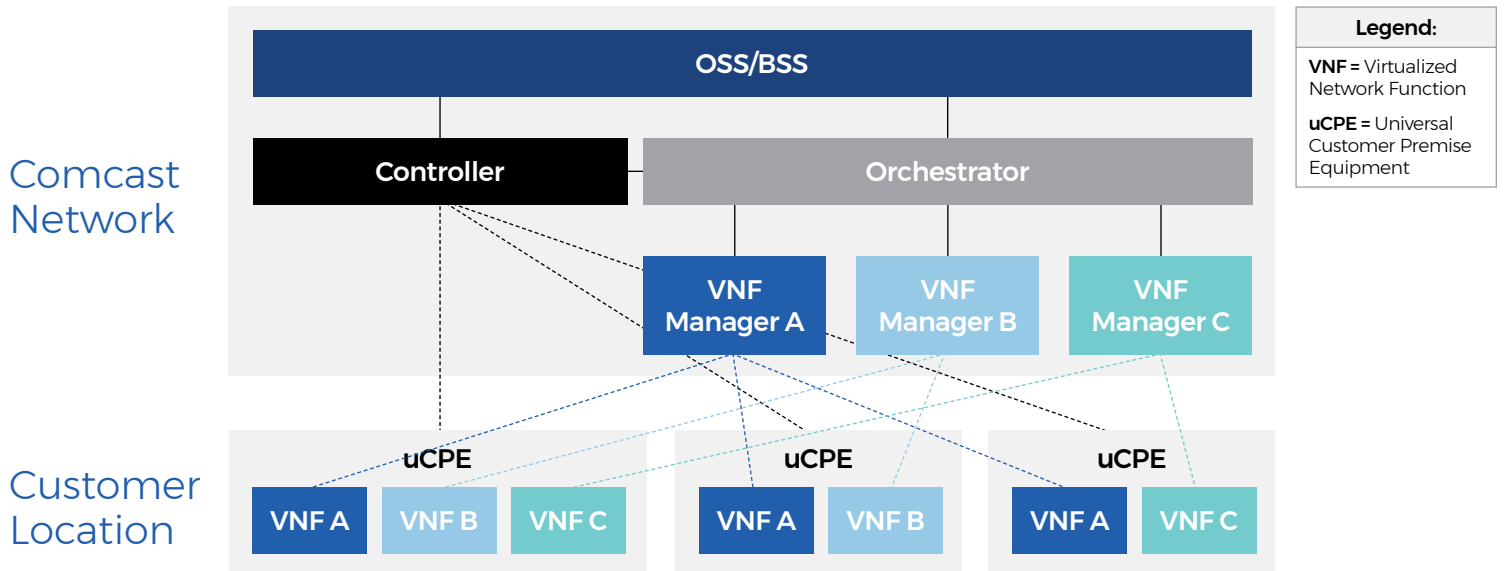 OSS/BSS
Legend:
VNF = Virtualized
Network Function
uCPE = Universal
Customer Premise
Equipment
Comcast
Network
Controller
Orchestrator
VNF
Manager A
VNF
Manager B
VNF
Manager C
Customer
Location
uCPE
VNF A
VNF B
VNF C
uCPE
VNF A
VNF B
uCPE
VNF A
VNF C